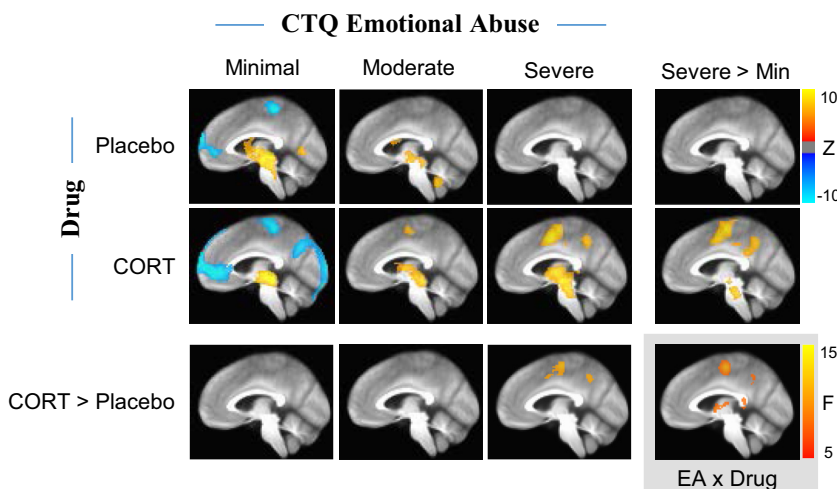 CTQ Emotional Abuse
Minimal Moderate Severe Severe > Min
Placebo
10
Z
-10
Drug
CORT
CORT > Placebo
15
F
5
EA x Drug